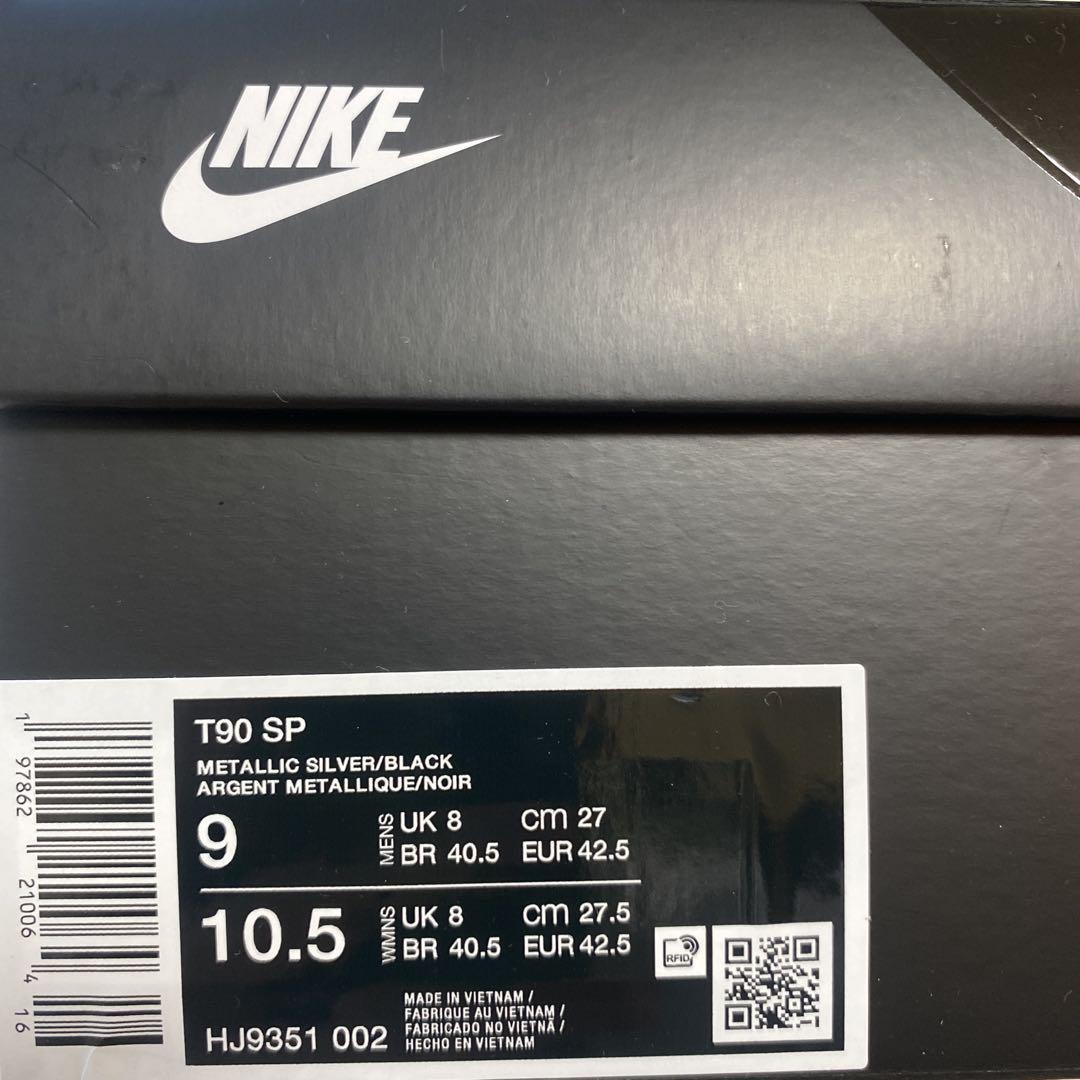 NIKE
T90 SP
METALLIC SILVER/BLACK
ARGENT METALLIQUE/NOIR
9 MENS UK 8 CM 27
BR 40.5 EUR 42.5
10.5 WMNS UK 8 CM 27.5
BR 40.5 EUR 42.5
RFID
HJ9351 002
MADE IN VIETNAM /
FABRIQUE AU VIETNAM /
FABRICADO NO VIETNÃ /
HECHO EN VIETNAM
1 97862 21006 4 16